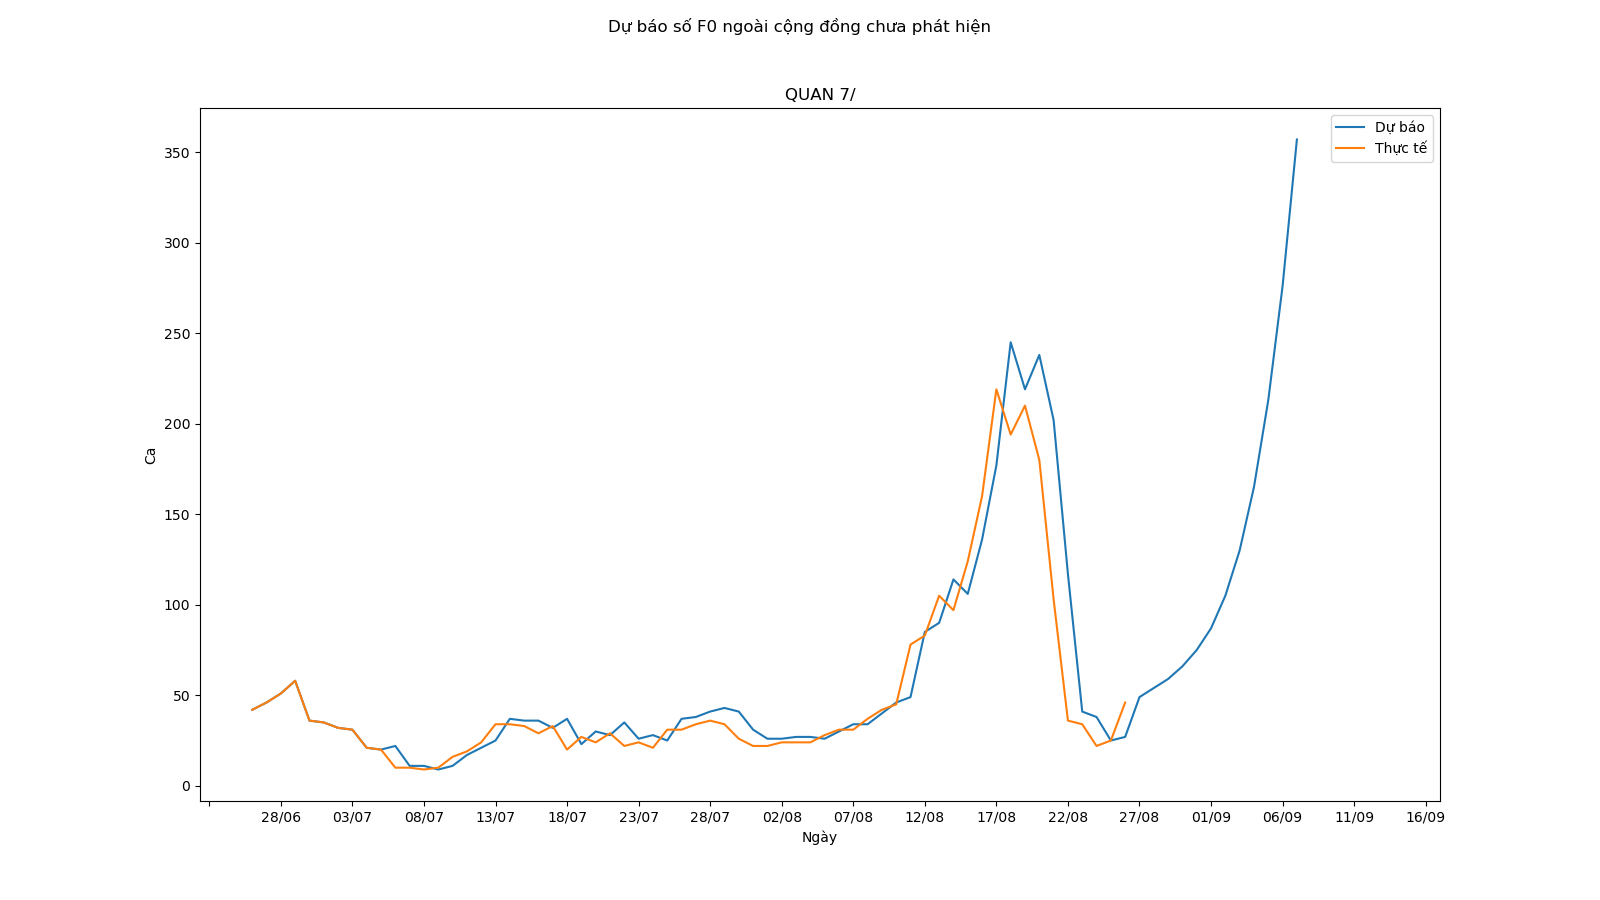 Dự báo số F0 ngoài cộng đồng chưa phát hiện
QUAN 7/
Dự báo
Thực tế
350
300
250
200
150
100
50
0
Ca
28/06 03/07 08/07 13/07 18/07 23/07 28/07 02/08 07/08 12/08 17/08 22/08 27/08 01/09 06/09 11/09 16/09
Ngày